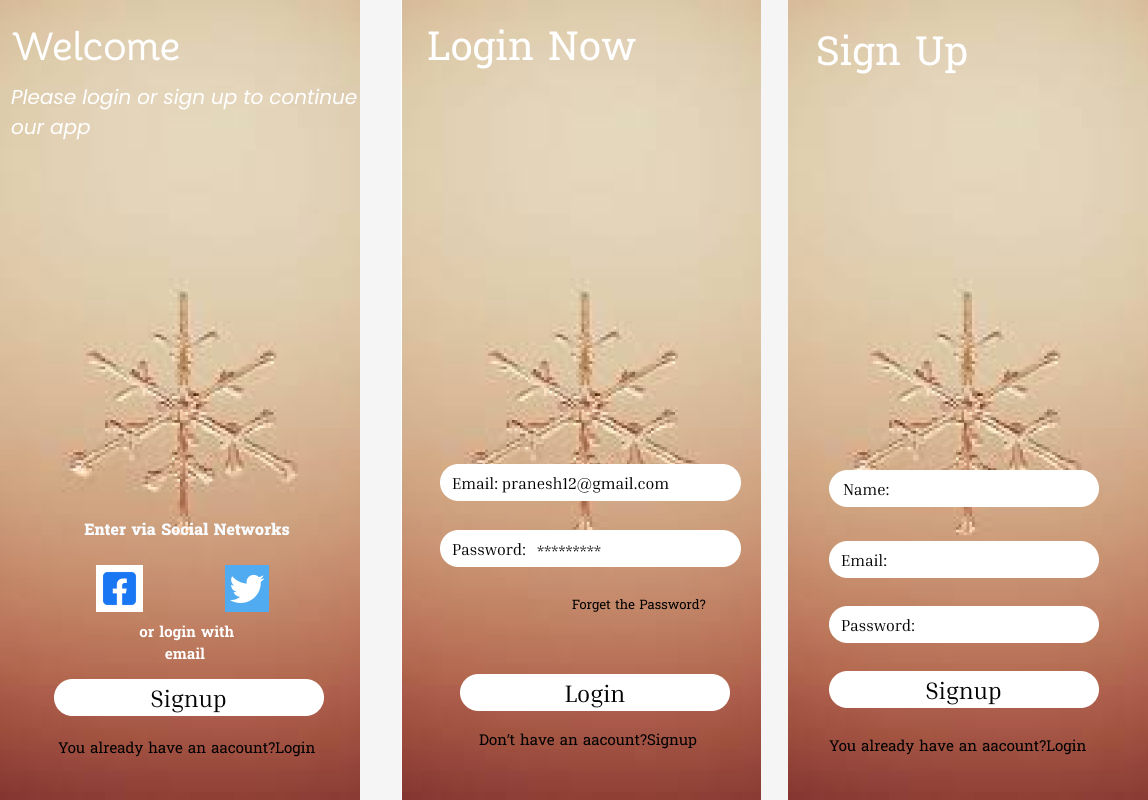 Welcome
Please login or sign up to continue
our app
Enter via Social Networks
or login with
email
Signup
You already have an aacount?Login
Login Now
Email: pranesh12@gmail.com
Password: *********
Forget the Password?
Login
Don't have an aacount?Signup
Sign Up
Name:
Email:
Password:
Signup
You already have an aacount?Login